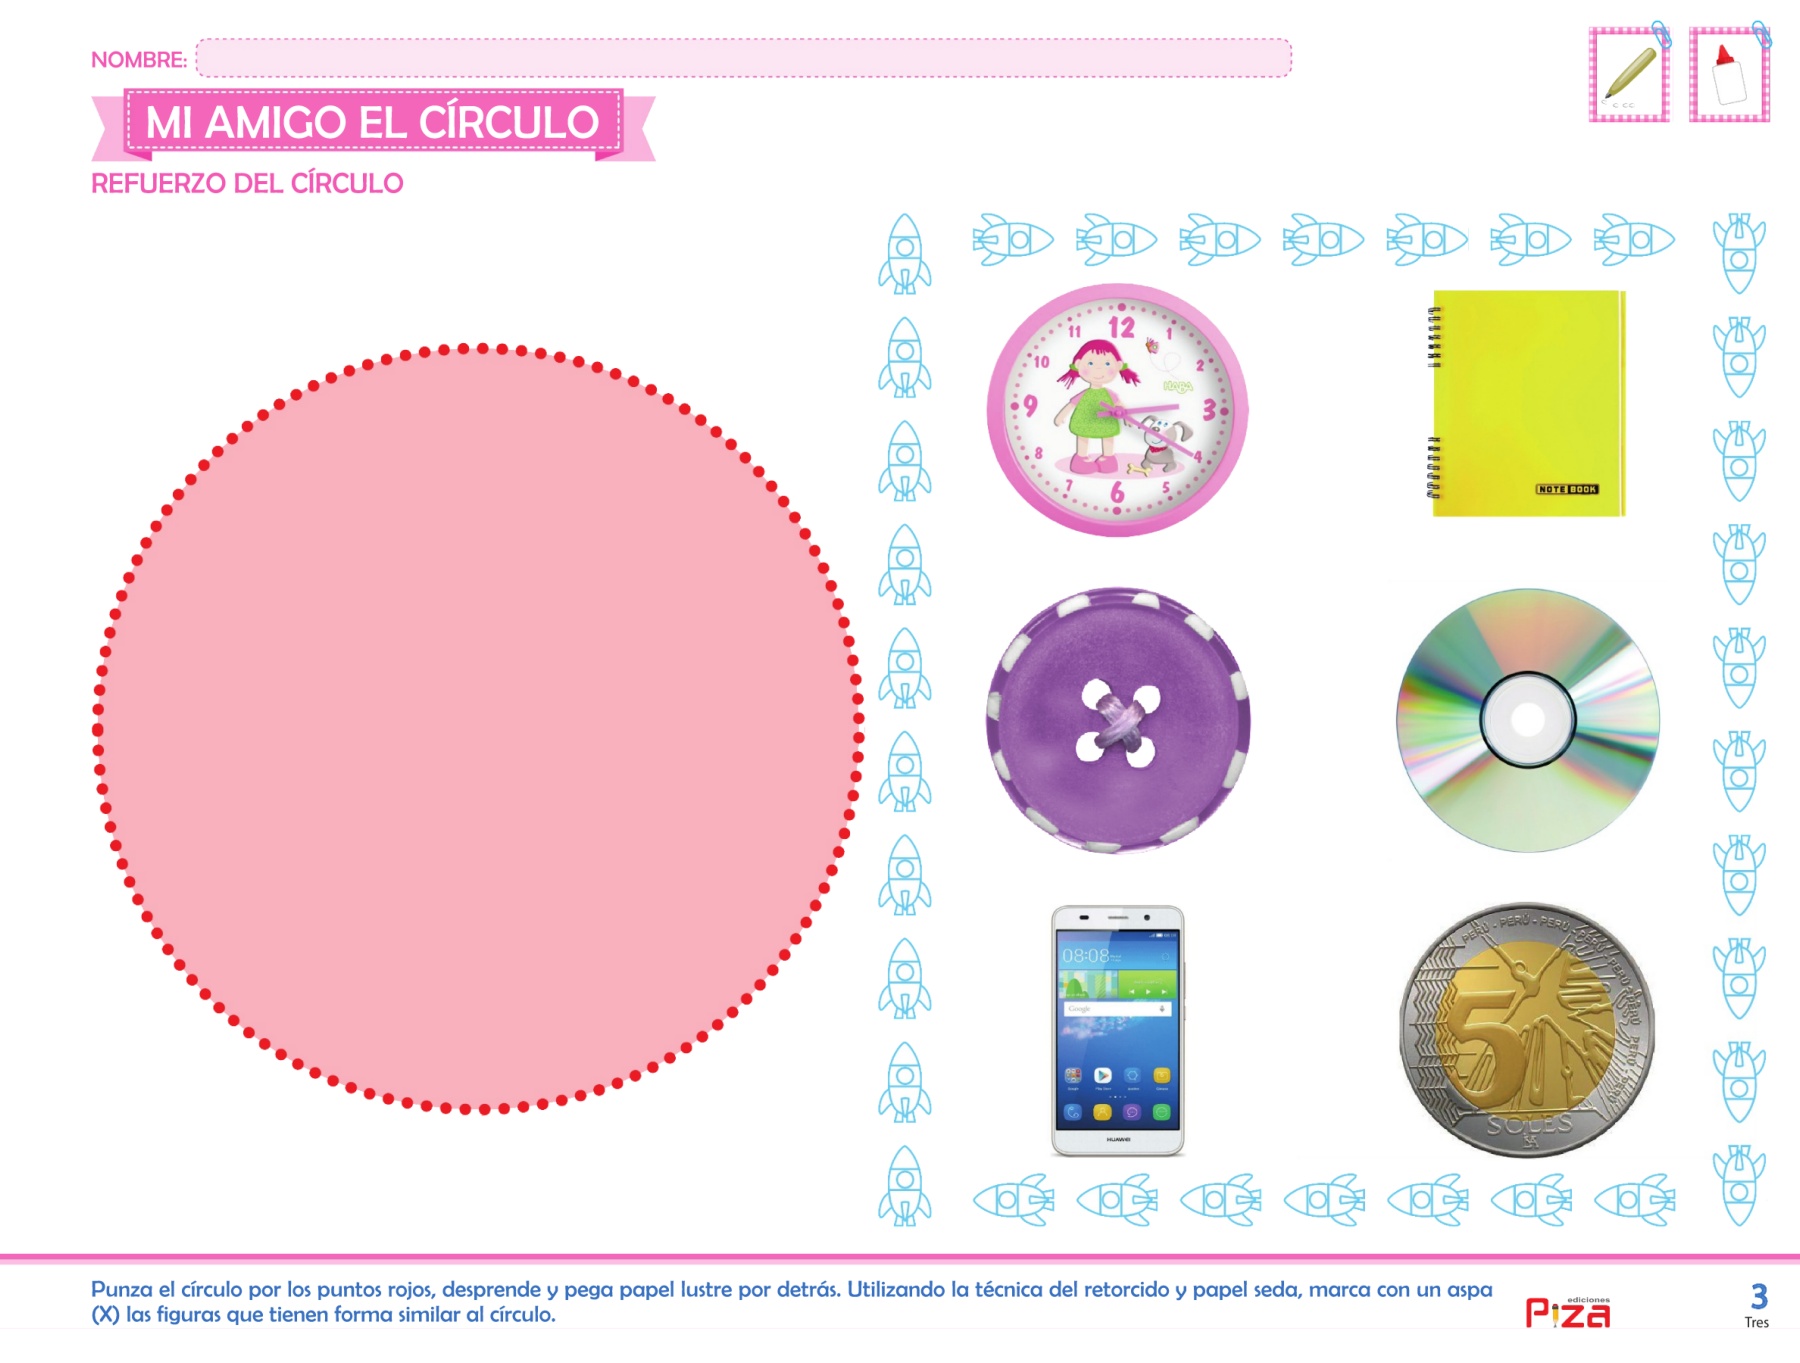 NOMBRE:
MI AMIGO EL CÍRCULO
REFUERZO DEL CÍRCULO
12
11
1
10
2
HABA
9
3
8
4
7
5
6
NOTE BOOK
08:08
Google
HUAWEI
PERÚ · PERÚ · PERÚ
5
SOLES
Punza el círculo por los puntos rojos, desprende y pega papel lustre por detrás. Utilizando la técnica del retorcido y papel seda, marca con un aspa
(X) las figuras que tienen forma similar al círculo.
ediciones
Piza
3
Tres